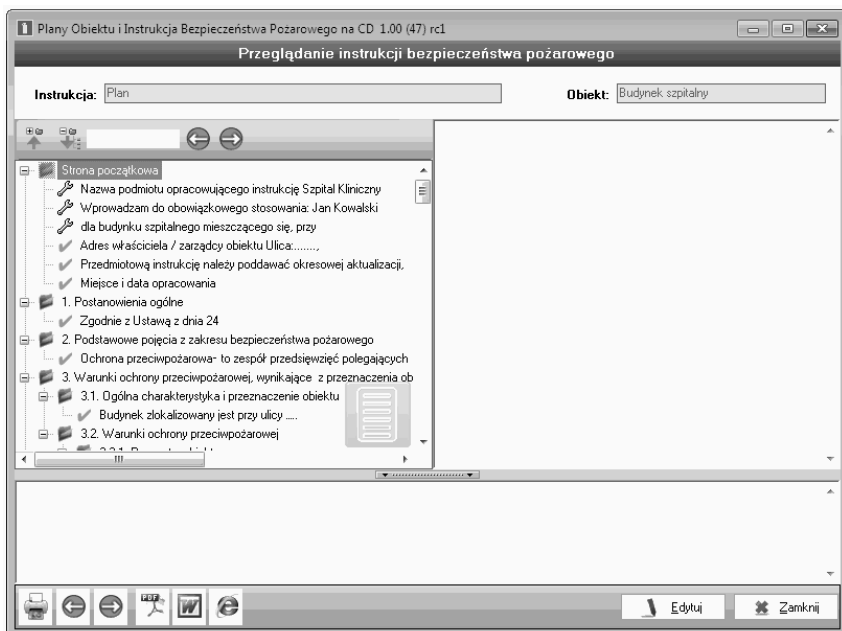 Plany Obiektu i Instrukcja Bezpieczeństwa Pożarowego na CD 1.00 (47) rc1
Przeglądanie instrukcji bezpieczeństwa pożarowego
Instrukcja: Plan Obiekt: Budynek szpitalny
Strona początkowa
Nazwa podmiotu opracowującego instrukcję Szpital Kliniczny
Wprowadzam do obowiązkowego stosowania: Jan Kowalski
dla budynku szpitalnego mieszczącego się, przy
Adres właściciela / zarządcy obiektu Ulica:.......,
Przedmiotową instrukcję należy poddawać okresowej aktualizacji,
Miejsce i data opracowania
1. Postanowienia ogólne
Zgodnie z Ustawą z dnia 24
2. Podstawowe pojęcia z zakresu bezpieczeństwa pożarowego
Ochrona przeciwpożarowa- to zespół przedsięwzięć polegających
3. Warunki ochrony przeciwpożarowej, wynikające z przeznaczenia ob
3.1. Ogólna charakterystyka i przeznaczenie obiektu
Budynek zlokalizowany jest przy ulicy .....
3.2. Warunki ochrony przeciwpożarowej
PDF W Edytuj Zamknij